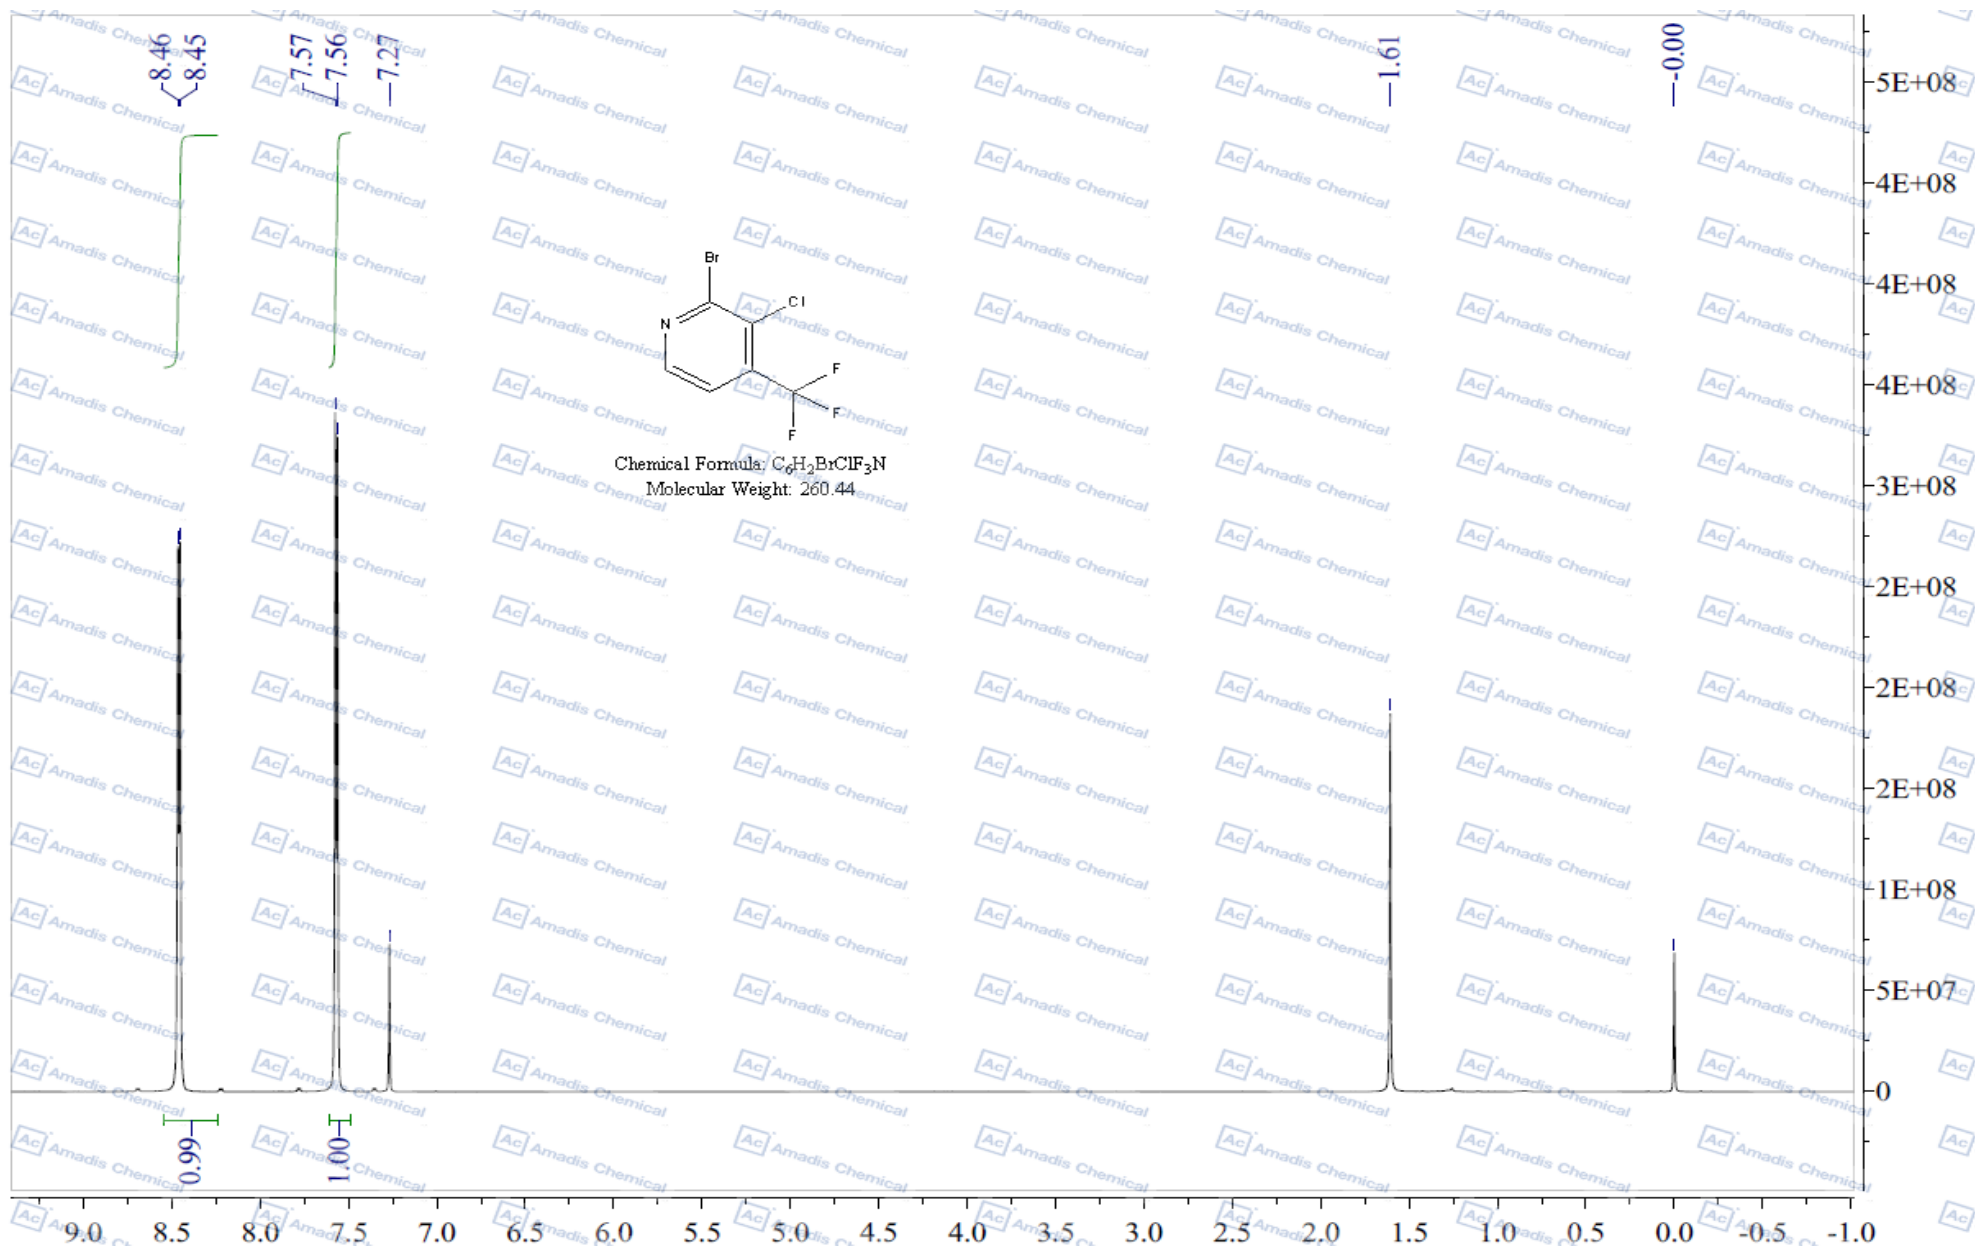 8.46
8.45
7.57
7.56
7.27
1.61
-0.00
Br
N
Cl
F
F
F
Chemical Formula: C₆H₂BrClF₃N
Molecular Weight: 260.44
5E+08
4E+08
4E+08
4E+08
3E+08
2E+08
2E+08
2E+08
1E+08
5E+07
0
0.99
1.00
9.0 8.5 8.0 7.5 7.0 6.5 6.0 5.5 5.0 4.5 4.0 3.5 3.0 2.5 2.0 1.5 1.0 0.5 0.0 -0.5 -1.0
Ac Amadis Chemical